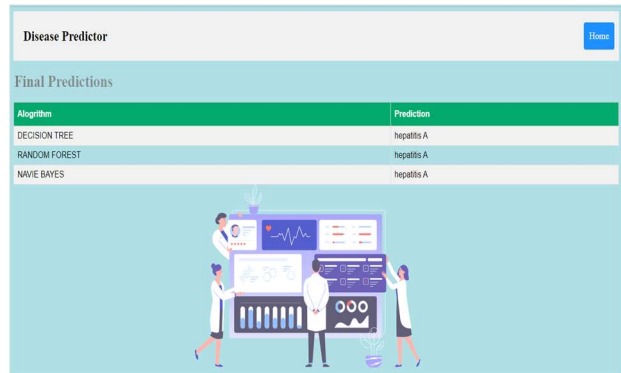 Disease Predictor
Home
Final Predictions
Alogrithm Prediction
DECISION TREE hepatitis A
RANDOM FOREST hepatitis A
NAVIE BAYES hepatitis A